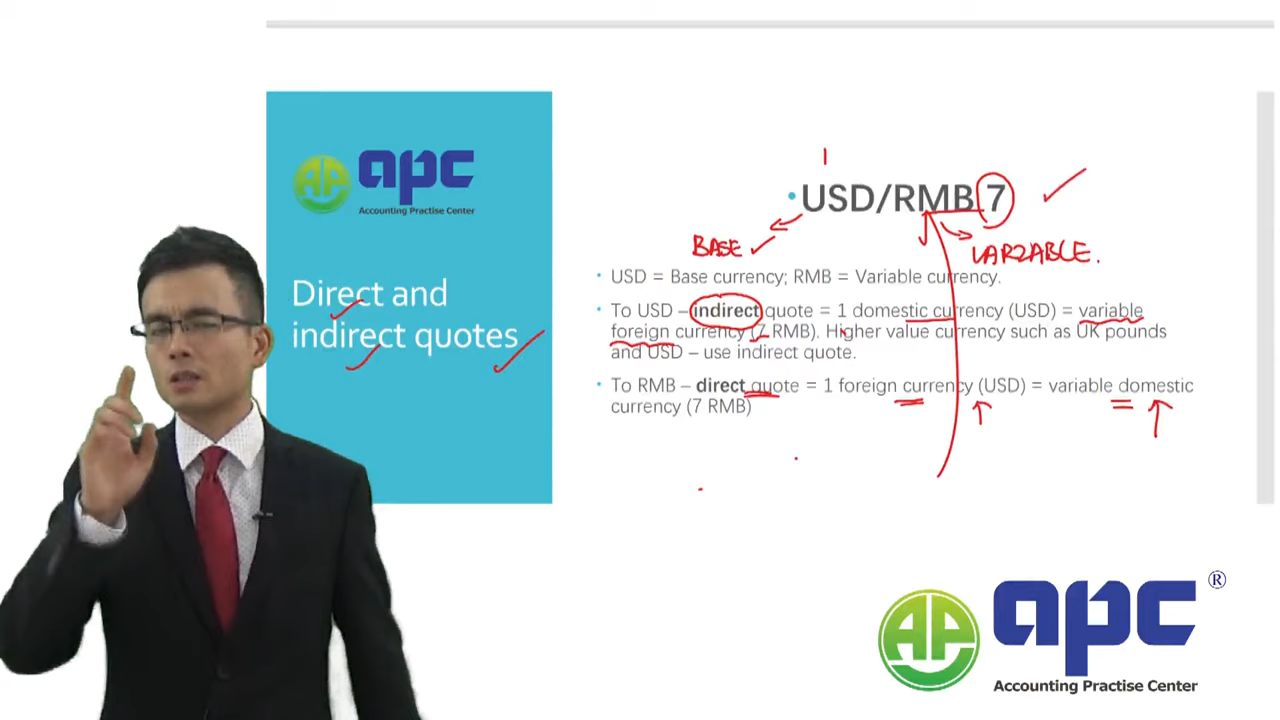 apc
Accounting Practise Center
Direct and
indirect quotes
1
USD/RMB 7
BASE
VARIABLE.
USD = Base currency; RMB = Variable currency.
To USD – indirect quote = 1 domestic currency (USD) = variable
foreign currency (7 RMB). Higher value currency such as UK pounds
and USD – use indirect quote.
To RMB – direct quote = 1 foreign currency (USD) = variable domestic
currency (7 RMB)
AP
apc ®
Accounting Practise Center